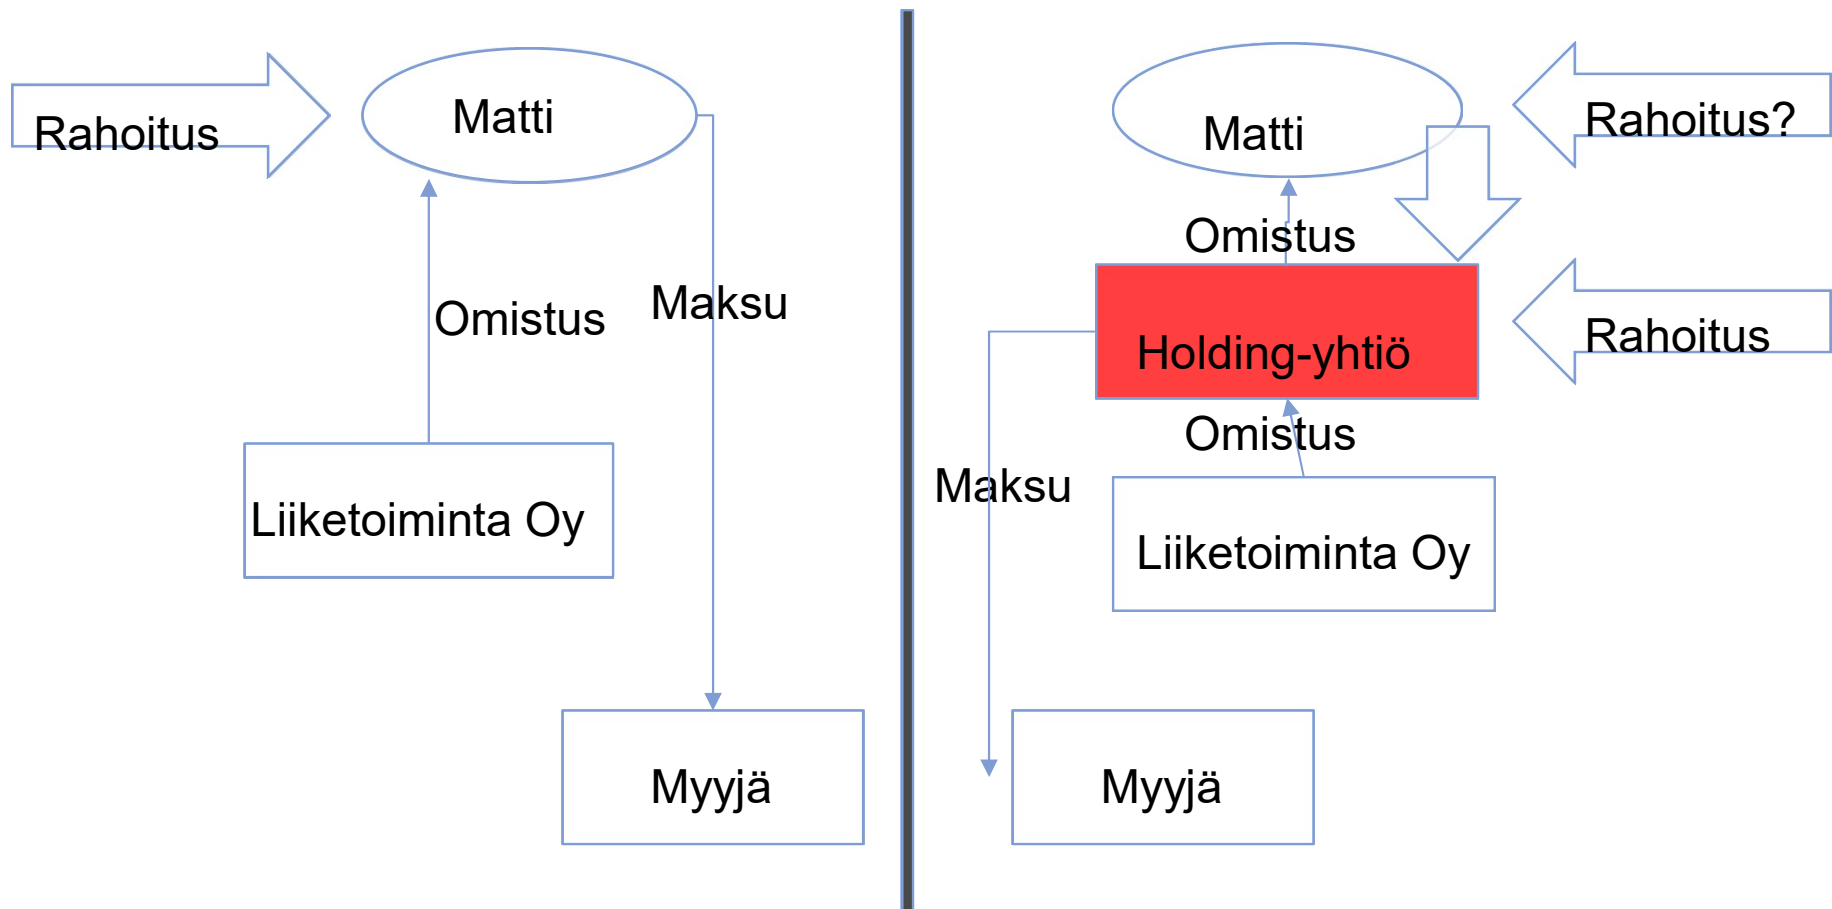 Rahoitus
Matti
Omistus
Maksu
Liiketoiminta Oy
Myyjä
Matti
Rahoitus?
Omistus
Holding-yhtiö
Rahoitus
Omistus
Maksu
Liiketoiminta Oy
Myyjä